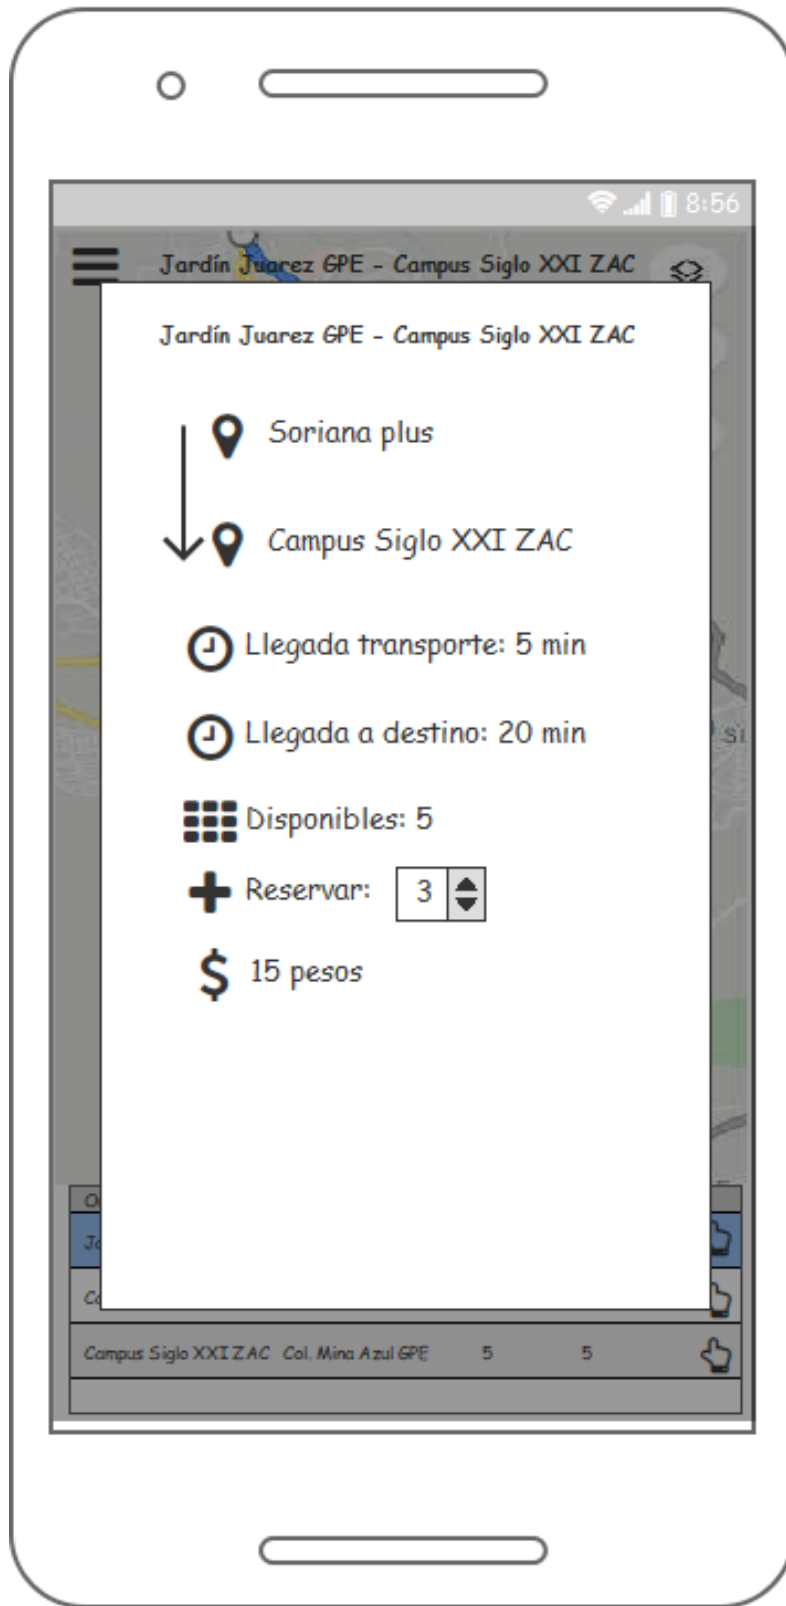 8:56
Jardín Juarez GPE - Campus Siglo XXI ZAC
Jardín Juarez GPE - Campus Siglo XXI ZAC
Soriana plus
Campus Siglo XXI ZAC
Llegada transporte: 5 min
Llegada a destino: 20 min
Disponibles: 5
Reservar: 3
$ 15 pesos
Campus Siglo XXI ZAC Col. Mina Azul GPE 5 5